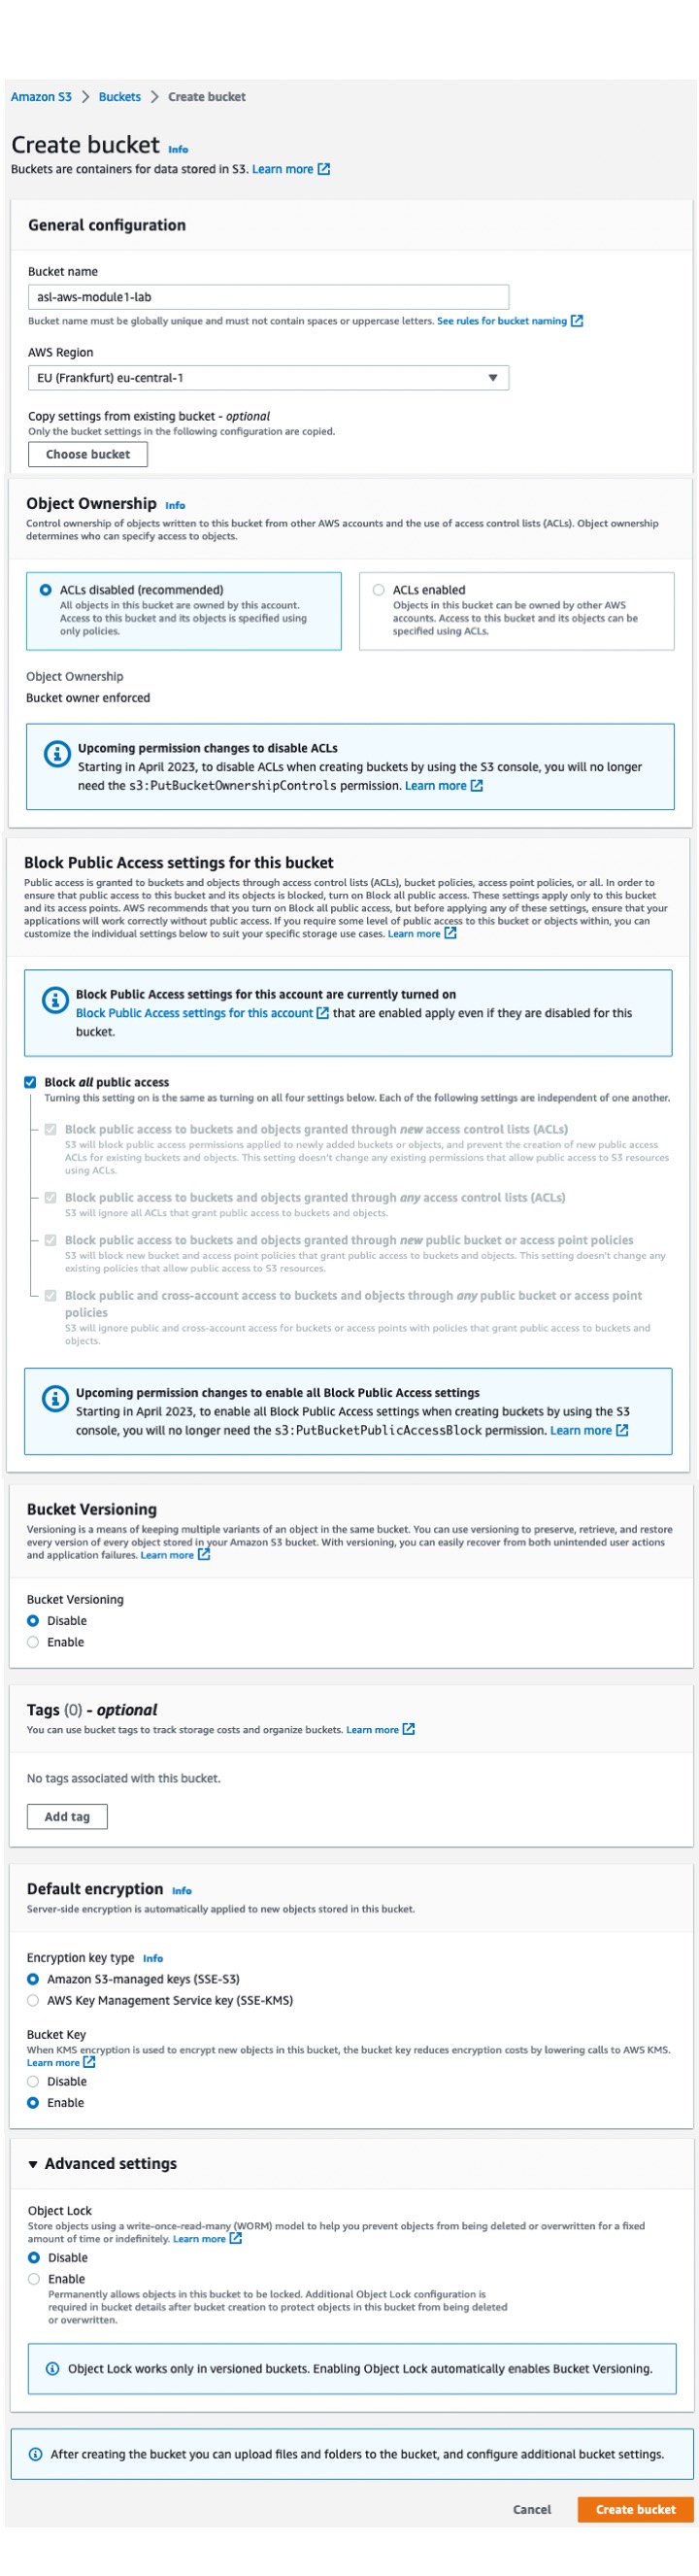 Amazon S3 > Buckets > Create bucket
Create bucket Info
Buckets are containers for data stored in S3. Learn more
General configuration
Bucket name
asl-aws-module1-lab
Bucket name must be globally unique and must not contain spaces or uppercase letters. See rules for bucket naming
AWS Region
EU (Frankfurt) eu-central-1
Copy settings from existing bucket - optional
Only the bucket settings in the following configuration are copied.
Choose bucket
Object Ownership Info
Control ownership of objects written to this bucket from other AWS accounts and the use of access control lists (ACLs). Object ownership
determines who can specify access to objects.
ACLs disabled (recommended)
All objects in this bucket are owned by this account.
Access to this bucket and its objects is specified using
only policies.
ACLs enabled
Objects in this bucket can be owned by other AWS
accounts. Access to this bucket and its objects can be
specified using ACLs.
Object Ownership
Bucket owner enforced
Upcoming permission changes to disable ACLs
Starting in April 2023, to disable ACLs when creating buckets by using the S3 console, you will no longer
need the s3:PutBucketOwnershipControls permission. Learn more
Block Public Access settings for this bucket
Public access is granted to buckets and objects through access control lists (ACLs), bucket policies, access point policies, or all. In order to
ensure that public access to this bucket and its objects is blocked, turn on Block all public access. These settings apply only to this bucket
and its access points. AWS recommends that you turn on Block all public access, but before applying any of these settings, ensure that your
applications will work correctly without public access. If you require some level of public access to this bucket or objects within, you can
customize the individual settings below to suit your specific storage use cases. Learn more
Block Public Access settings for this account are currently turned on
Block Public Access settings for this account that are enabled apply even if they are disabled for this
bucket.
Block all public access
Turning this setting on is the same as turning on all four settings below. Each of the following settings are independent of one another.
Block public access to buckets and objects granted through new access control lists (ACLs)
S3 will block public access permissions applied to newly added buckets or objects, and prevent the creation of new public access
ACLs for existing buckets and objects. This setting doesn't change any existing permissions that allow public access to S3 resources
using ACLs.
Block public access to buckets and objects granted through any access control lists (ACLs)
S3 will ignore all ACLs that grant public access to buckets and objects.
Block public access to buckets and objects granted through new public bucket or access point policies
S3 will block new bucket and access point policies that grant public access to buckets and objects. This setting doesn't change any
existing policies that allow public access to S3 resources.
Block public and cross-account access to buckets and objects through any public bucket or access point
policies
S3 will ignore public and cross-account access for buckets or access points with policies that grant public access to buckets and
objects.
Upcoming permission changes to enable all Block Public Access settings
Starting in April 2023, to enable all Block Public Access settings when creating buckets by using the S3
console, you will no longer need the s3:PutBucketPublicAccessBlock permission. Learn more
Bucket Versioning
Versioning is a means of keeping multiple variants of an object in the same bucket. You can use versioning to preserve, retrieve, and restore
every version of every object stored in your Amazon S3 bucket. With versioning, you can easily recover from both unintended user actions
and application failures. Learn more
Bucket Versioning
Disable
Enable
Tags (0) - optional
You can use bucket tags to track storage costs and organize buckets. Learn more
No tags associated with this bucket.
Add tag
Default encryption Info
Server-side encryption is automatically applied to new objects stored in this bucket.
Encryption key type Info
Amazon S3-managed keys (SSE-S3)
AWS Key Management Service key (SSE-KMS)
Bucket Key
When KMS encryption is used to encrypt new objects in this bucket, the bucket key reduces encryption costs by lowering calls to AWS KMS.
Learn more
Disable
Enable
Advanced settings
Object Lock
Store objects using a write-once-read-many (WORM) model to help you prevent objects from being deleted or overwritten for a fixed
amount of time or indefinitely. Learn more
Disable
Enable
Permanently allows objects in this bucket to be locked. Additional Object Lock configuration is
required in bucket details after bucket creation to protect objects in this bucket from being deleted
or overwritten.
Object Lock works only in versioned buckets. Enabling Object Lock automatically enables Bucket Versioning.
After creating the bucket you can upload files and folders to the bucket, and configure additional bucket settings.
Cancel
Create bucket